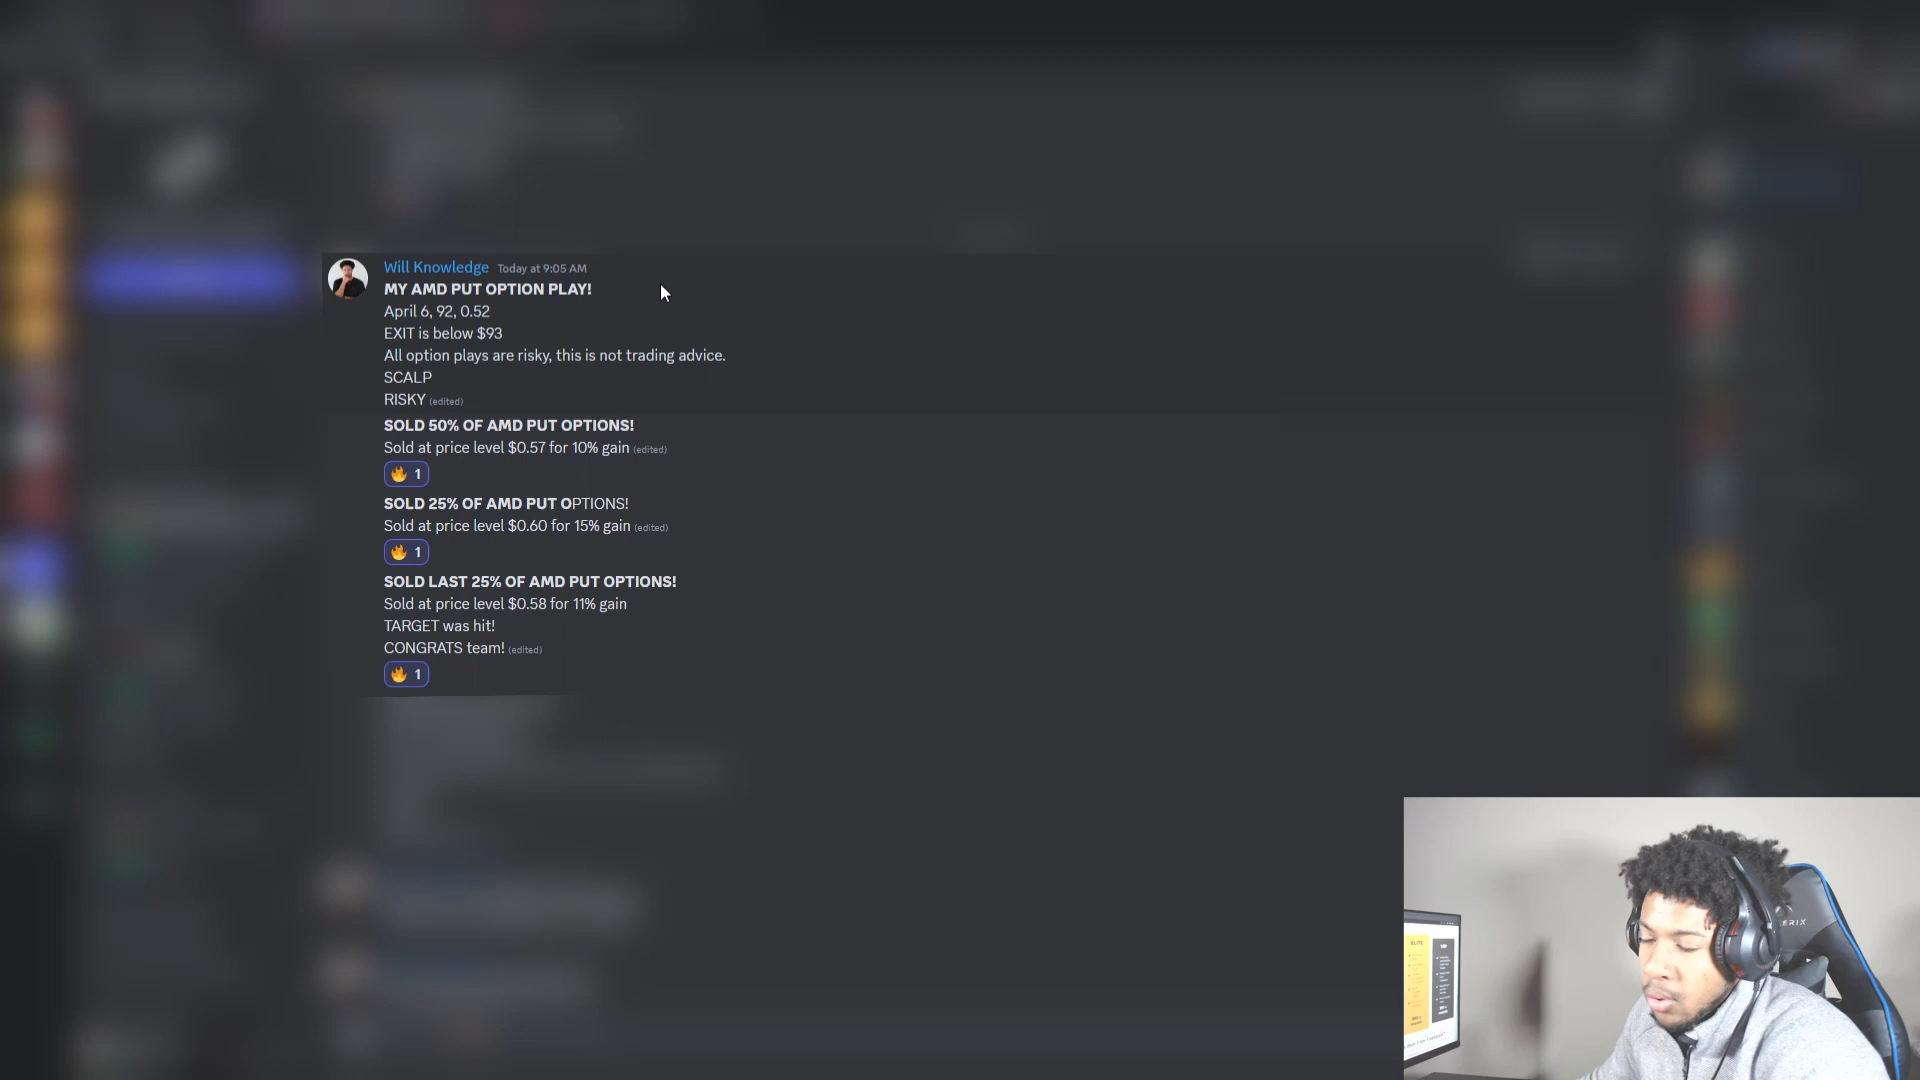 Will Knowledge Today at 9:05 AM
MY AMD PUT OPTION PLAY!
April 6, 92, 0.52
EXIT is below $93
All option plays are risky, this is not trading advice.
SCALP
RISKY (edited)
SOLD 50% OF AMD PUT OPTIONS!
Sold at price level $0.57 for 10% gain (edited)
1
SOLD 25% OF AMD PUT OPTIONS!
Sold at price level $0.60 for 15% gain (edited)
1
SOLD LAST 25% OF AMD PUT OPTIONS!
Sold at price level $0.58 for 11% gain
TARGET was hit!
CONGRATS team! (edited)
1
ELITE
VIP